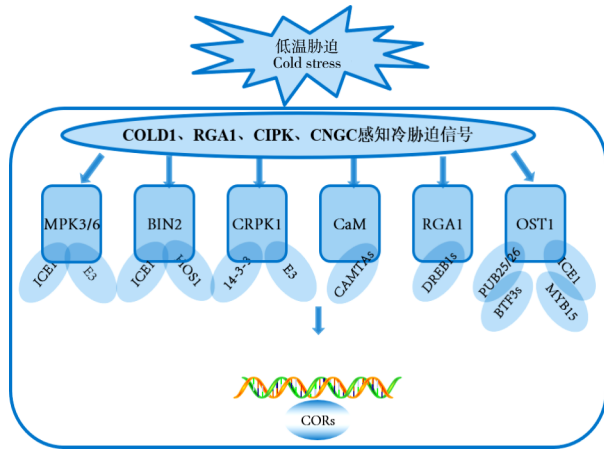 低温胁迫
Cold stress
COLD1、RGA1、CIPK、CNGC感知冷胁迫信号
MPK3/6
BIN2
CRPK1
CaM
RGA1
OST1
ICE1
E3
ICE1
HOS1
14-3-3
E3
CAMTAs
DREB1s
PUB25/26
ICE1
BTF3s
MYB15
CORs